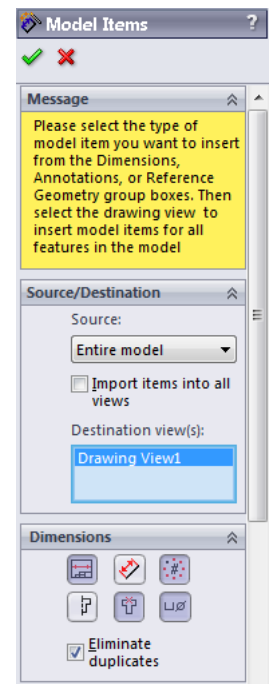 Model Items ?
Message
Please select the type of
model item you want to insert
from the Dimensions,
Annotations, or Reference
Geometry group boxes. Then
select the drawing view  to
insert model items for all
features in the model
Source/Destination
Source:
Entire model
Import items into all
views
Destination view(s):
Drawing View1
Dimensions
Eliminate
duplicates